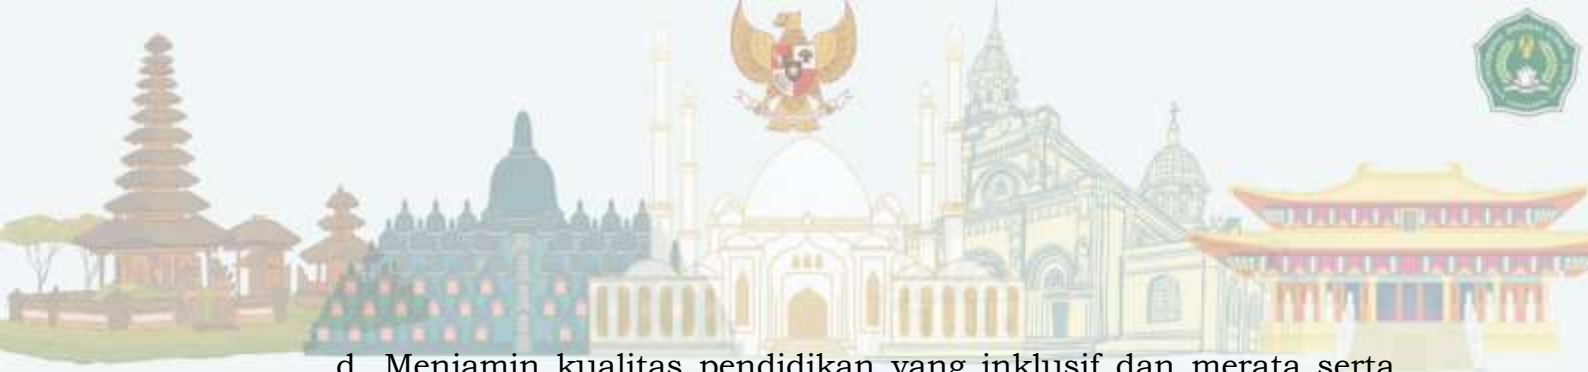 d. Menjamin kualitas pendidikan yang inklusif dan merata serta